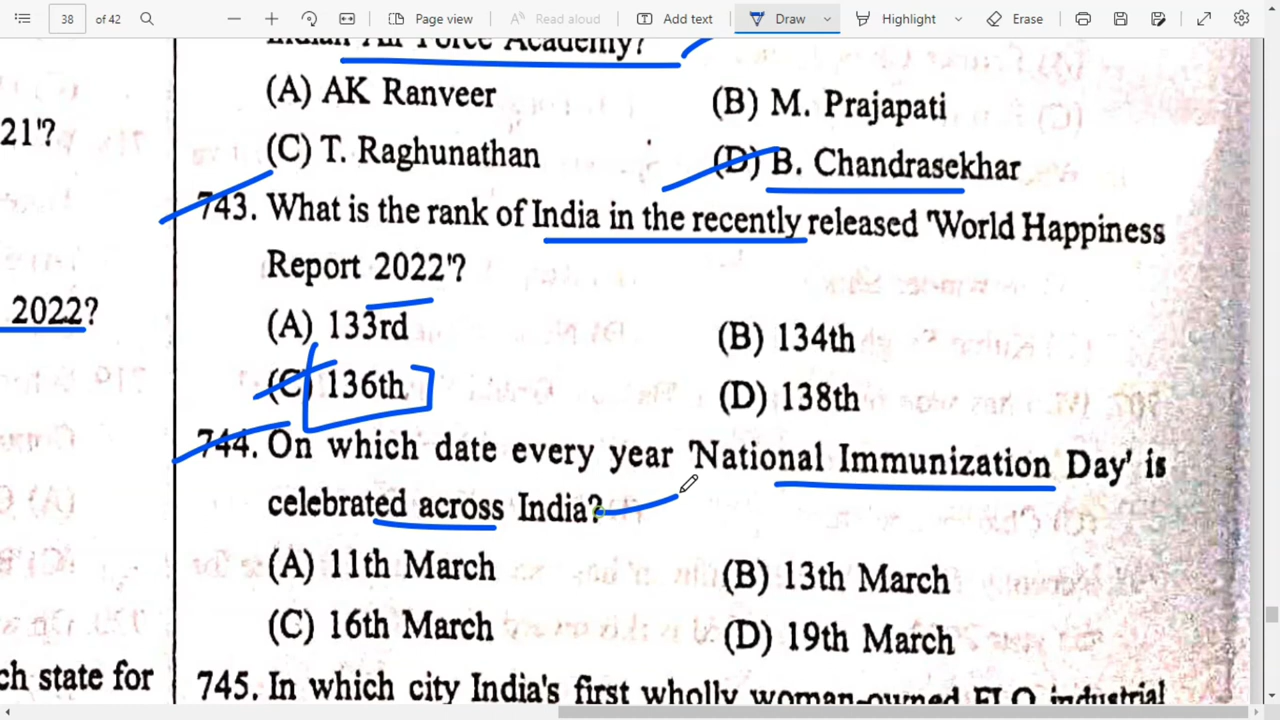 38
of 42
Page view
Read aloud
Add text
Draw
Highlight
Erase
Indian Air Force Academy?
(A) AK Ranveer
(B) M. Prajapati
(C) T. Raghunathan
(D) B. Chandrasekhar
743. What is the rank of India in the recently released 'World Happiness
Report 2022'?
(A) 133rd
(B) 134th
(C) 136th
(D) 138th
744. On which date every year 'National Immunization Day' is
celebrated across India?
(A) 11th March
(B) 13th March
(C) 16th March
(D) 19th March
745. In which city India's first wholly woman-owned FLO industrial
21'?
2022?
ch state for